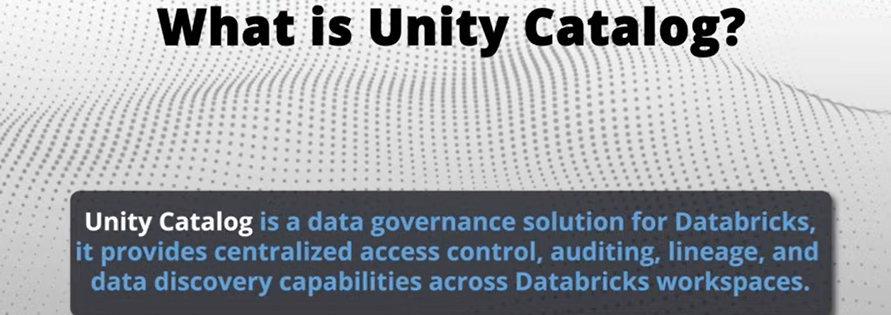 What is Unity Catalog?
Unity Catalog is a data governance solution for Databricks,
it provides centralized access control, auditing, lineage, and
data discovery capabilities across Databricks workspaces.